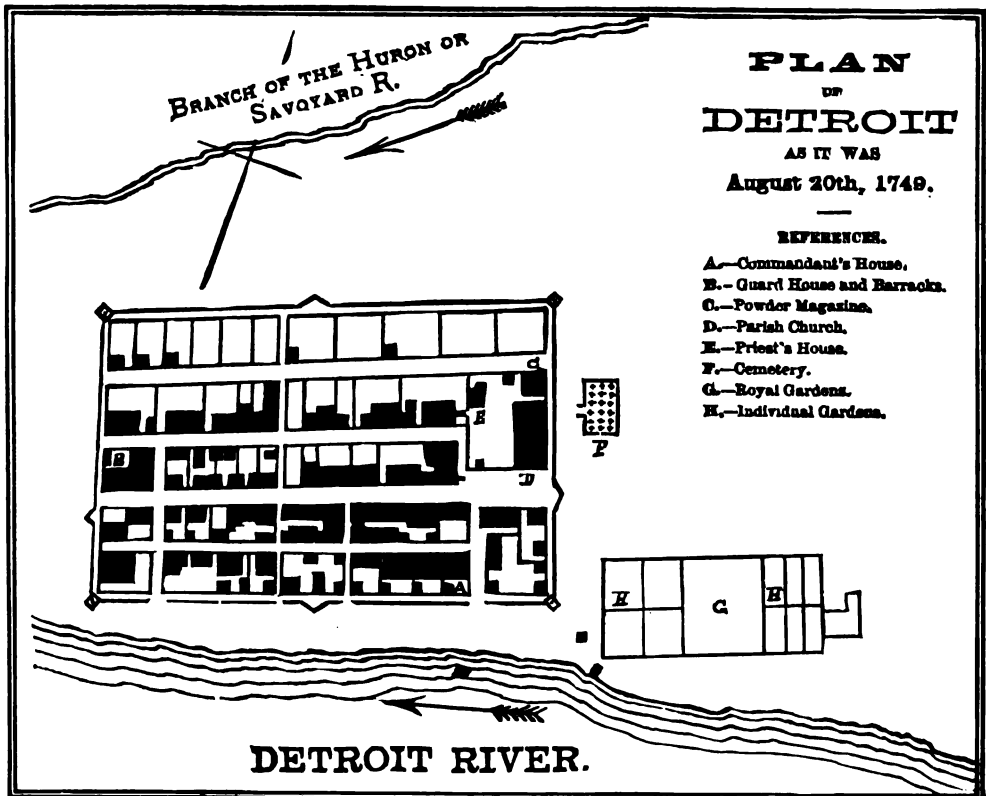 BRANCH OF THE HURON OR
SAVOYARD R.
PLAN
OF
DETROIT
AS IT WAS
August 20th, 1749.
REFERENCES.
A.—Commandant's House.
B.—Guard House and Barracks.
C.—Powder Magazine.
D.—Parish Church.
E.—Priest's House.
F.—Cemetery.
G.—Royal Gardens.
H.—Individual Gardens.
C
E
F
B
D
A
H
G
H
DETROIT RIVER.